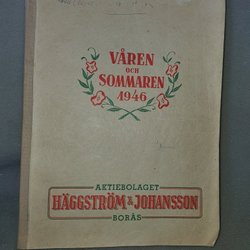 VÅREN
OCH
SOMMAREN
1946
AKTIEBOLAGET
HÄGGSTRÖM & JOHANSSON
BORÅS